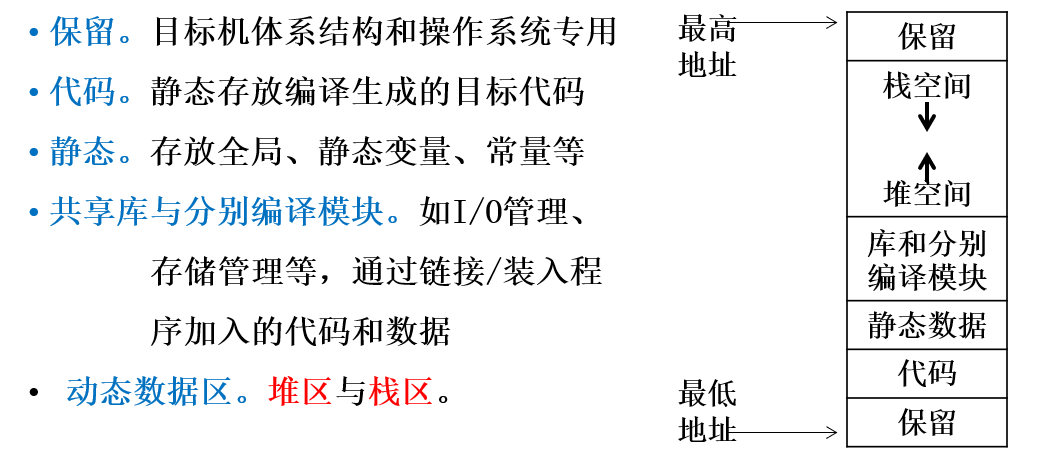 • 保留。目标机体系结构和操作系统专用
• 代码。静态存放编译生成的目标代码
• 静态。存放全局、静态变量、常量等
• 共享库与分别编译模块。如I/O管理、
存储管理等，通过链接/装入程
序加入的代码和数据
• 动态数据区。堆区与栈区。
最高
地址
保留
栈空间
堆空间
库和分别
编译模块
静态数据
代码
最低
地址
保留